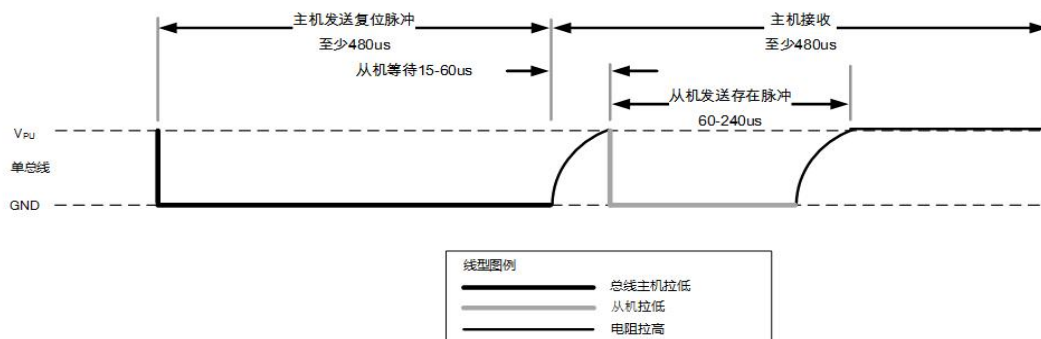 主机发送复位脉冲
至少480us
主机接收
至少480us
从机等待15-60us
从机发送存在脉冲
60-240us
VPU
单总线
GND
线型图例
总线主机拉低
从机拉低
电阻拉高